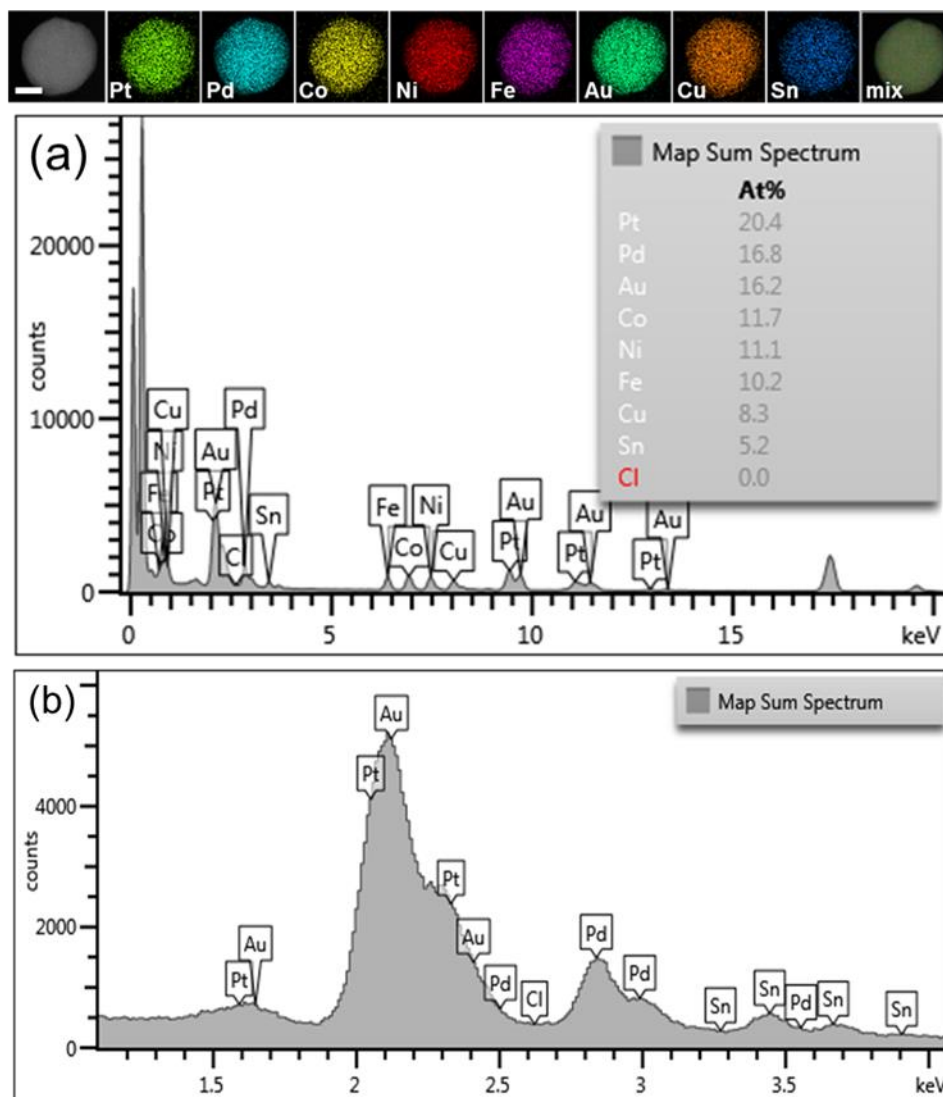 Pt Pd Co Ni Fe Au Cu Sn mix
(a)
Map Sum Spectrum
At%
Pt 20.4
Pd 16.8
Au 16.2
Co 11.7
Ni 11.1
Fe 10.2
Cu 8.3
Sn 5.2
Cl 0.0
counts
20000
10000
0
Cu Pd
Ni Au
Fe Pt Sn Fe Ni Au Au Au
Co Cl Co Cu Pt Pt Pt
0 5 10 15 keV
(b)
Map Sum Spectrum
counts
4000
2000
0
Au
Pt
Pt
Au Au Pd
Pt Pd Cl Pd Sn Sn Pd Sn Sn
1.5 2 2.5 3 3.5 keV